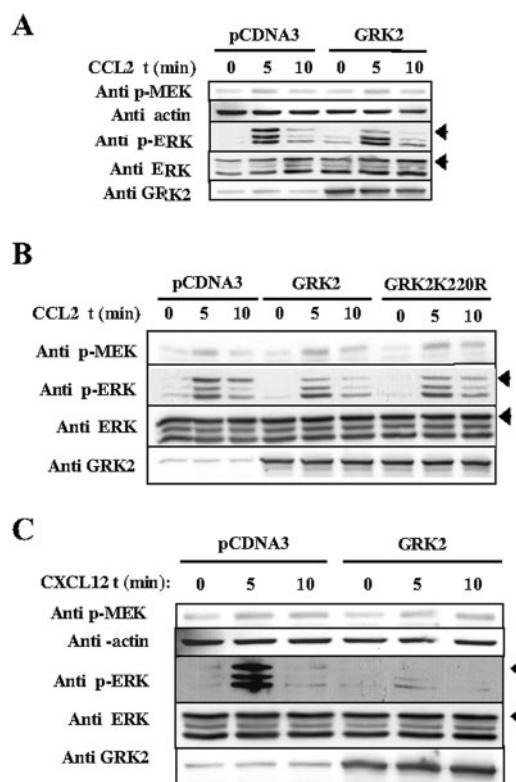 A
pCDNA3 GRK2
CCL2 t (min) 0 5 10 0 5 10
Anti p-MEK
Anti actin
Anti p-ERK
Anti ERK
Anti GRK2
B
pCDNA3 GRK2 GRK2K220R
CCL2 t (min) 0 5 10 0 5 10 0 5 10
Anti p-MEK
Anti p-ERK
Anti ERK
Anti GRK2
C
pCDNA3 GRK2
CXCL12 t (min): 0 5 10 0 5 10
Anti p-MEK
Anti -actin
Anti p-ERK
Anti ERK
Anti GRK2